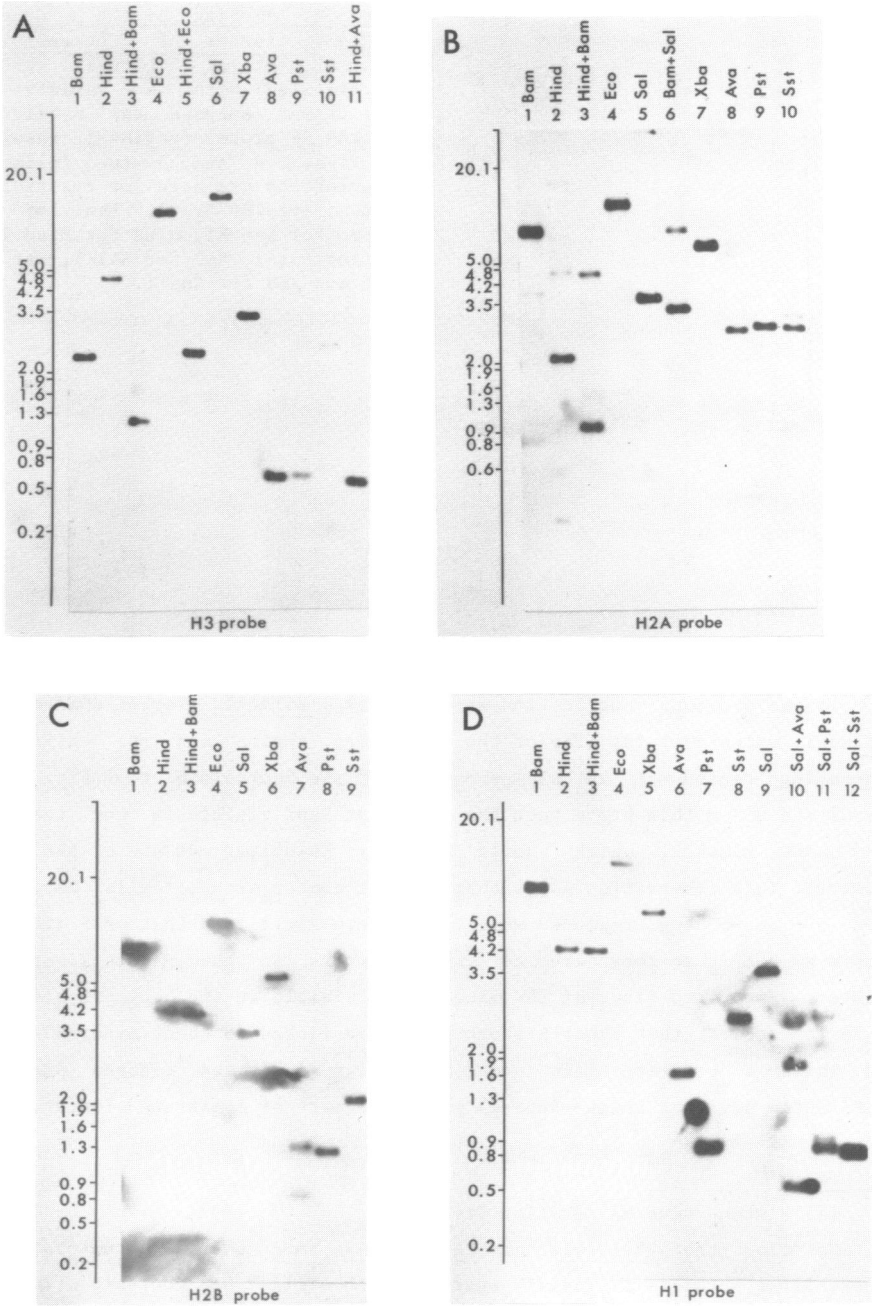 A
Bam
Hind
Hind+Bam
Eco
Hind+Eco
Sal
Xba
Ava
Pst
Sst
Hind+Ava
1 2 3 4 5 6 7 8 9 10 11
20.1
5.0
4.8
4.2
3.5
2.0
1.9
1.6
1.3
0.9
0.8
0.5
0.2
H3 probe
B
Bam
Hind
Hind+Bam
Eco
Sal
Bam+Sal
Xba
Ava
Pst
Sst
1 2 3 4 5 6 7 8 9 10
20.1
5.0
4.8
4.2
3.5
2.0
1.9
1.6
1.3
0.9
0.8
0.6
H2A probe
C
Bam
Hind
Hind+Bam
Eco
Sal
Xba
Ava
Pst
Sst
1 2 3 4 5 6 7 8 9
20.1
5.0
4.8
4.2
3.5
2.0
1.9
1.6
1.3
0.9
0.8
0.5
0.2
H2B probe
D
Bam
Hind
Hind+Bam
Eco
Xba
Ava
Pst
Sst
Sal
Sal+Ava
Sal+Pst
Sal+Sst
1 2 3 4 5 6 7 8 9 10 11 12
20.1
5.0
4.8
4.2
3.5
2.0
1.9
1.6
1.3
0.9
0.8
0.5
0.2
H1 probe